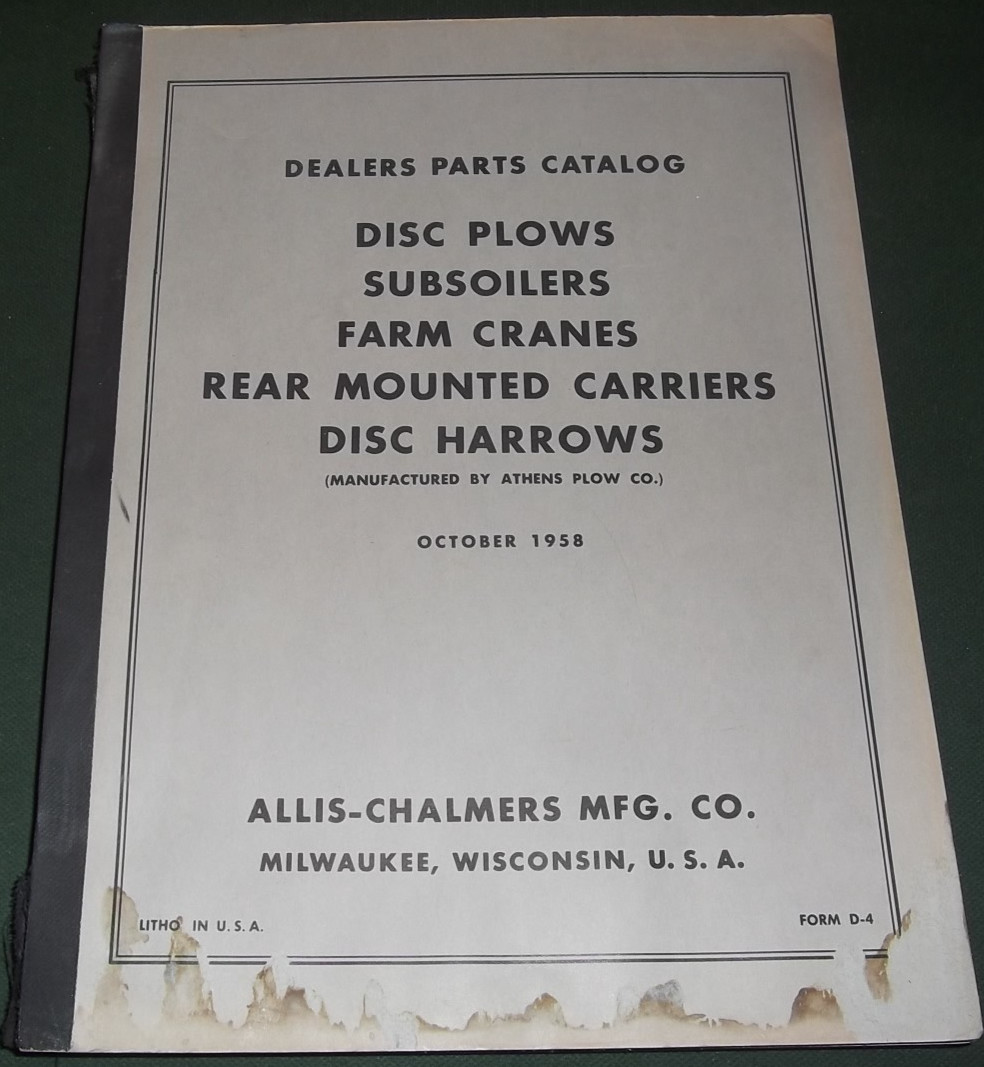 DEALERS PARTS CATALOG
DISC PLOWS
SUBSOILERS
FARM CRANES
REAR MOUNTED CARRIERS
DISC HARROWS
(MANUFACTURED BY ATHENS PLOW CO.)
OCTOBER 1958
ALLIS-CHALMERS MFG. CO.
MILWAUKEE, WISCONSIN, U. S. A.
LITHO IN U. S. A.
FORM D-4